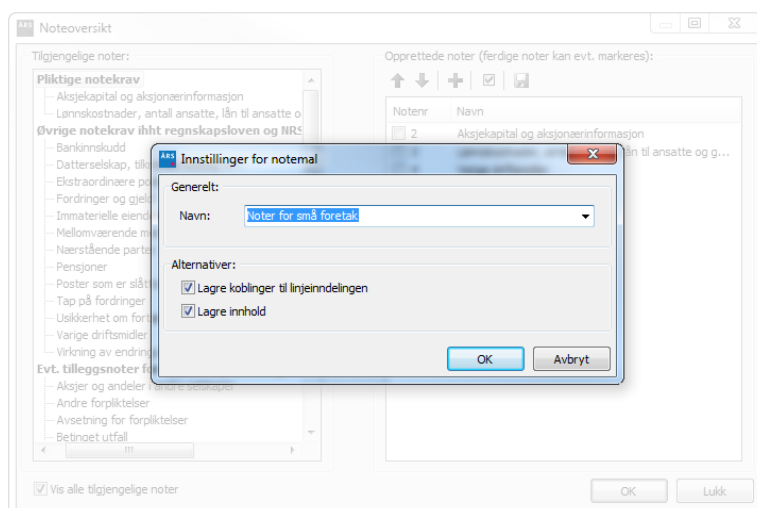 Noteoversikt
Tilgjengelige noter:
Pliktige notekrav
Aksjekapital og aksjonærinformasjon
Lønnskostnader, antall ansatte, lån til ansatte o
Øvrige notekrav ihht regnskapsloven og NRS
Bankinnskudd
Datterselskap, tilk
Ekstraordinære po
Fordringer og gjeld
Immaterielle eiende
Mellomværende me
Nærstående parte
Pensjoner
Poster som er slått
Tap på fordringer
Usikkerhet om fort
Varige driftsmidler
Virkning av endring
Evt. tilleggsnoter fo
Aksjer og andeler i andre selskaper
Andre forpliktelser
Avsetning for forpliktelser
Betinget utfall
Vis alle tilgjengelige noter
Opprettede noter (ferdige noter kan evt. markeres):
Notenr Navn
2 Aksjekapital og aksjonærinformasjon
lån til ansatte og g...
OK Lukk
ÅRS Innstillinger for notemal
Generelt:
Navn: Noter for små foretak
Alternativer:
Lagre koblinger til linjeinndelingen
Lagre innhold
OK Avbryt